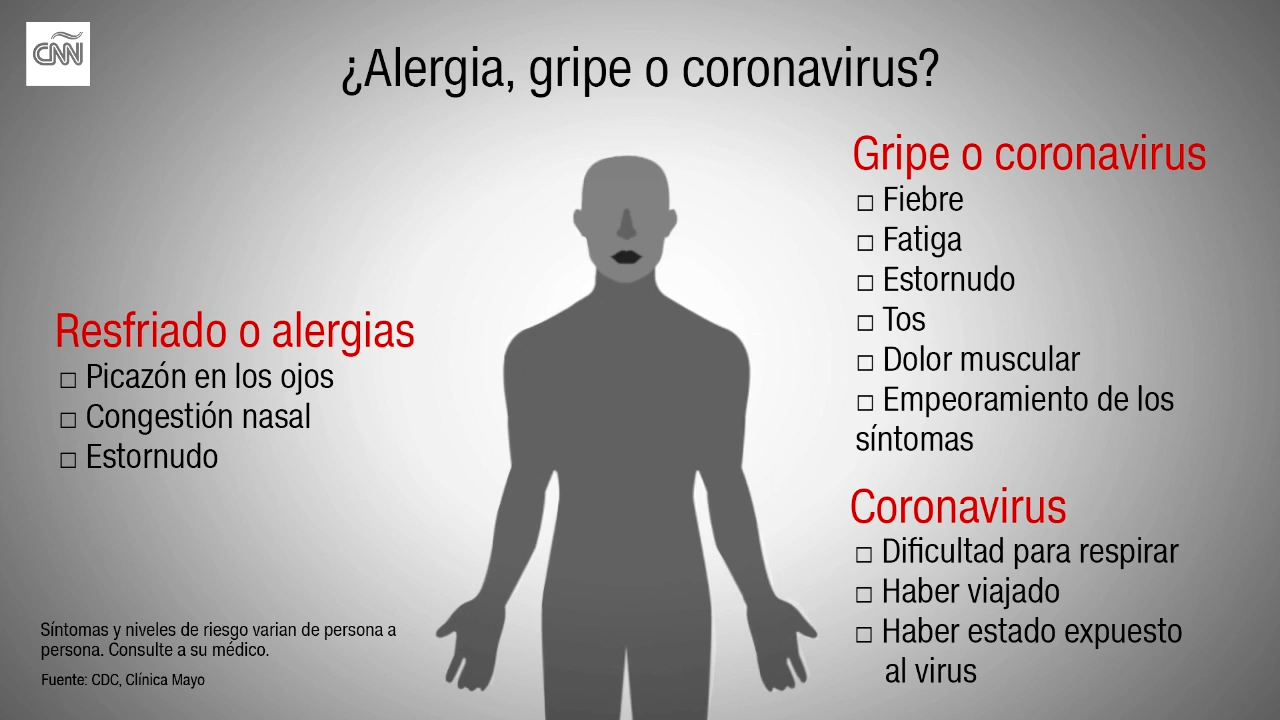 CNN
¿Alergia, gripe o coronavirus?
Resfriado o alergias
□ Picazón en los ojos
□ Congestión nasal
□ Estornudo
Gripe o coronavirus
□ Fiebre
□ Fatiga
□ Estornudo
□ Tos
□ Dolor muscular
□ Empeoramiento de los
síntomas
Coronavirus
□ Dificultad para respirar
□ Haber viajado
□ Haber estado expuesto
al virus
Síntomas y niveles de riesgo varian de persona a
persona. Consulte a su médico.
Fuente: CDC, Clínica Mayo